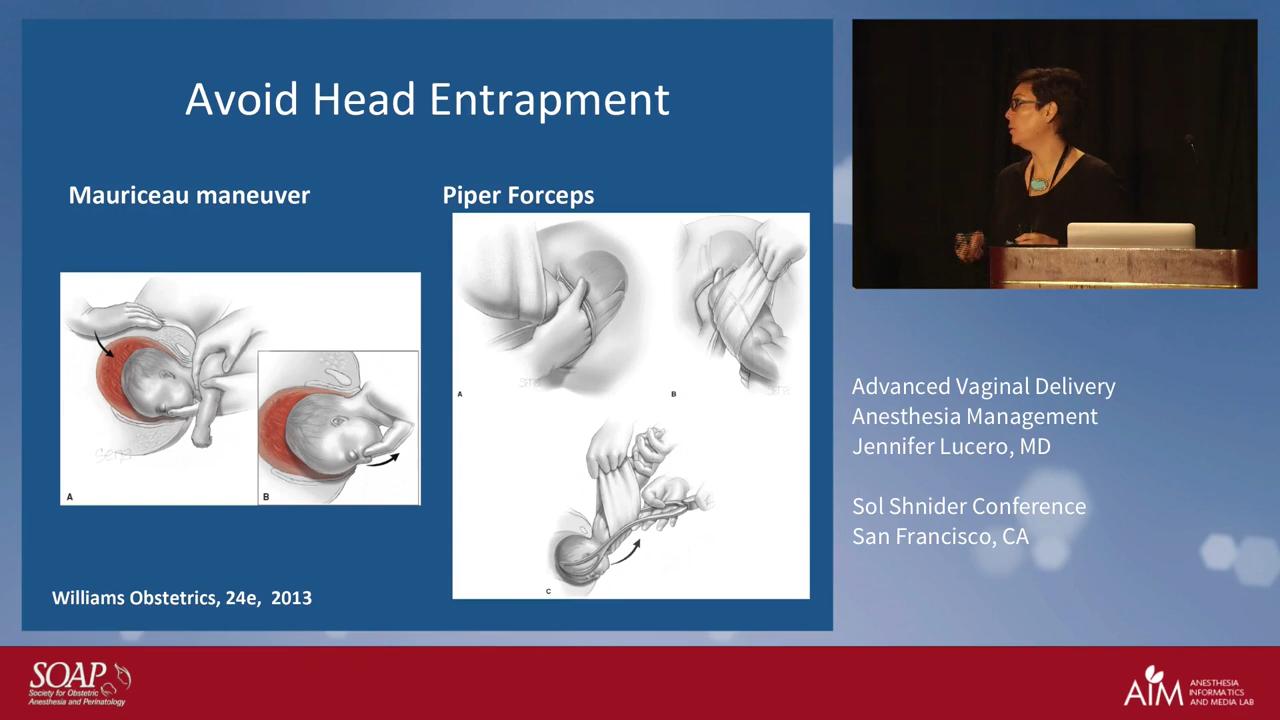 Avoid Head Entrapment
Mauriceau maneuver
Piper Forceps
A
B
A
B
C
Williams Obstetrics, 24e, 2013
Advanced Vaginal Delivery
Anesthesia Management
Jennifer Lucero, MD
Sol Shnider Conference
San Francisco, CA
SOAP
Society for Obstetric
Anesthesia and Perinatology
AIM
ANESTHESIA
INFORMATICS
AND MEDIA LAB